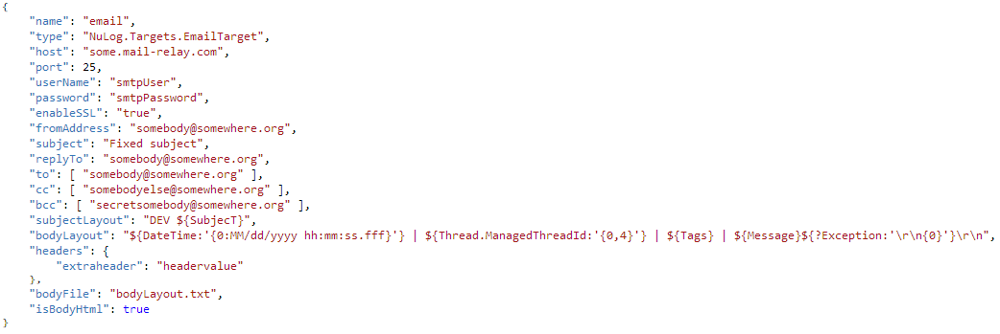 {
    "name": "email",
    "type": "NuLog.Targets.EmailTarget",
    "host": "some.mail-relay.com",
    "port": 25,
    "userName": "smtpUser",
    "password": "smtpPassword",
    "enableSSL": "true",
    "fromAddress": "somebody@somewhere.org",
    "subject": "Fixed subject",
    "replyTo": "somebody@somewhere.org",
    "to": [ "somebody@somewhere.org" ],
    "cc": [ "somebodyelse@somewhere.org" ],
    "bcc": [ "secretsomebody@somewhere.org" ],
    "subjectLayout": "DEV ${SubjecT}",
    "bodyLayout": "${DateTime:'{0:MM/dd/yyyy hh:mm:ss.fff}'} | ${Thread.ManagedThreadId:'{0,4}'} | ${Tags} | ${Message}${?Exception:'\r\n{0}'}\r\n",
    "headers": {
        "extraheader": "headervalue"
    },
    "bodyFile": "bodyLayout.txt",
    "isBodyHtml": true
}